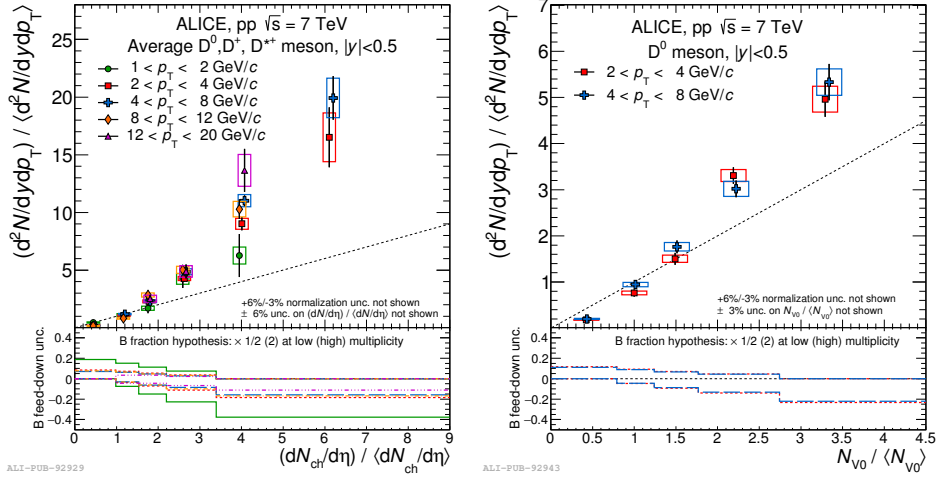 ALICE, pp √s = 7 TeV
Average D⁰,D⁺, D*⁺ meson, |y|<0.5
1 < p_T < 2 GeV/c
2 < p_T < 4 GeV/c
4 < p_T < 8 GeV/c
8 < p_T < 12 GeV/c
12 < p_T < 20 GeV/c
(d²N/dydp_T) / ⟨d²N/dydp_T⟩
25
20
15
10
5
+6%/-3% normalization unc. not shown
± 6% unc. on (dN/dη) / ⟨dN/dη⟩ not shown
B feed-down unc.
B fraction hypothesis: × 1/2 (2) at low (high) multiplicity
0.4
0.2
0
−0.2
−0.4
0 1 2 3 4 5 6 7 8 9
(dN_ch/dη) / ⟨dN_ch/dη⟩
ALI-PUB-92929
ALICE, pp √s = 7 TeV
D⁰ meson, |y|<0.5
2 < p_T < 4 GeV/c
4 < p_T < 8 GeV/c
(d²N/dydp_T) / ⟨d²N/dydp_T⟩
7
6
5
4
3
2
1
+6%/-3% normalization unc. not shown
± 3% unc. on N_V0 / ⟨N_V0⟩ not shown
B feed-down unc.
B fraction hypothesis: × 1/2 (2) at low (high) multiplicity
0.4
0.2
0
−0.2
−0.4
0 0.5 1.0 1.5 2.0 2.5 3.0 3.5 4.0 4.5
N_V0 / ⟨N_V0⟩
ALI-PUB-92943